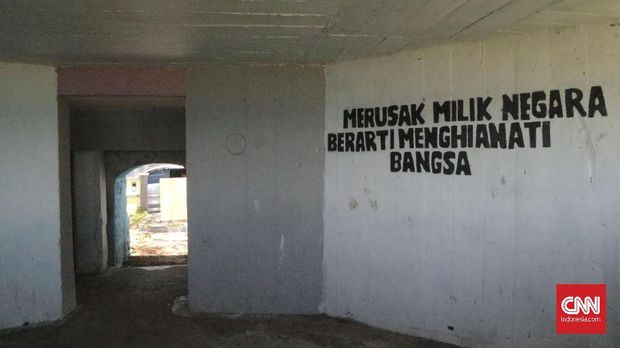 MERUSAK MILIK NEGARA
BERARTI MENGHIANATI
BANGSA
CNN
Indonesia.com